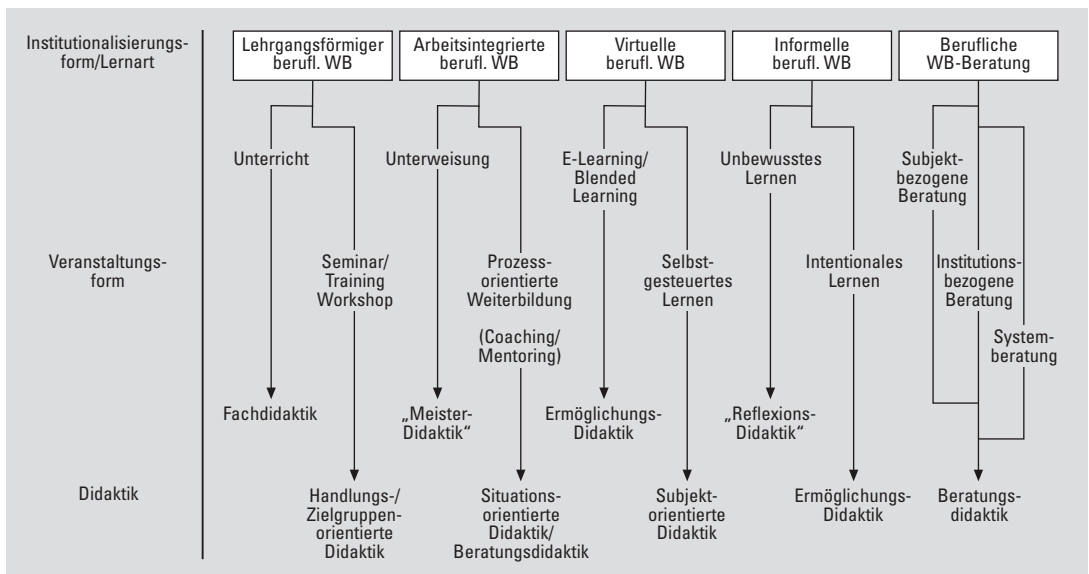 Institutionalisierungs-
form/Lernart
Lehrgangsförmiger
berufl. WB
Arbeitsintegrierte
berufl. WB
Virtuelle
berufl. WB
Informelle
berufl. WB
Berufliche
WB-Beratung
Unterricht
Unterweisung
E-Learning/
Blended
Learning
Unbewusstes
Lernen
Subjekt-
bezogene
Beratung
Veranstaltungs-
form
Seminar/
Training
Workshop
Prozess-
orientierte
Weiterbildung
(Coaching/
Mentoring)
Selbst-
gesteuertes
Lernen
Intentionales
Lernen
Institutions-
bezogene
Beratung
System-
beratung
Fachdidaktik
„Meister-
Didaktik“
Ermöglichungs-
Didaktik
„Reflexions-
Didaktik“
Didaktik
Handlungs-/
Zielgruppen-
orientierte
Didaktik
Situations-
orientierte
Didaktik/
Beratungsdidaktik
Subjekt-
orientierte
Didaktik
Ermöglichungs-
Didaktik
Beratungs-
didaktik